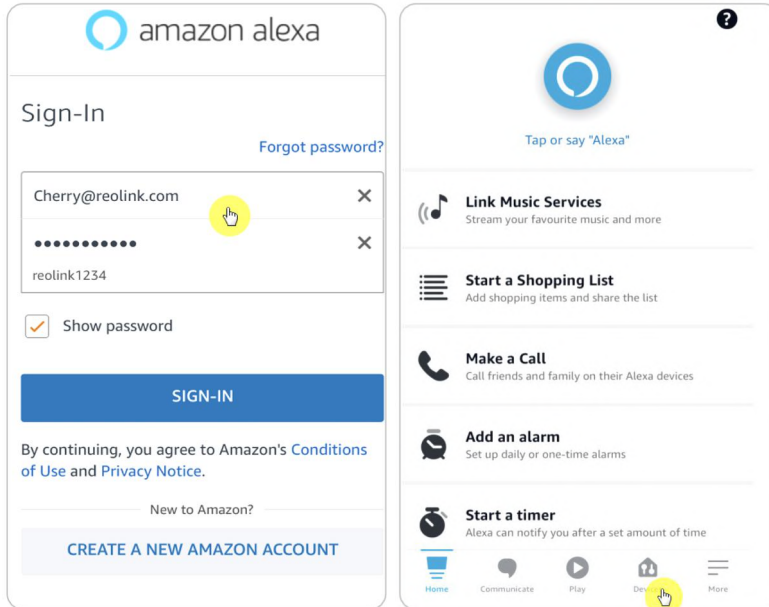 amazon alexa
Sign-In
Forgot password?
Cherry@reolink.com
•••••••••••
reolink1234
Show password
SIGN-IN
By continuing, you agree to Amazon's Conditions
of Use and Privacy Notice.
New to Amazon?
CREATE A NEW AMAZON ACCOUNT
?
Tap or say "Alexa"
Link Music Services
Stream your favourite music and more
Start a Shopping List
Add shopping items and share the list
Make a Call
Call friends and family on their Alexa devices
Add an alarm
Set up daily or one-time alarms
Start a timer
Alexa can notify you after a set amount of time
Home
Communicate
Play
More